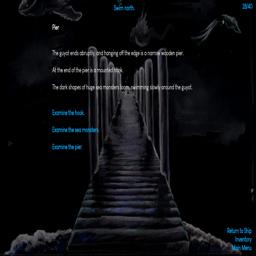 Swim north.
28/40
Pier
The guyot ends abruptly, and hanging off the edge is a narrow wooden pier.
At the end of the pier is a mounted hook.
The dark shapes of huge sea monsters loom, swimming slowly around the guyot.
Examine the hook.
Examine the sea monsters.
Examine the pier.
Return to Ship
Inventory
Main Menu